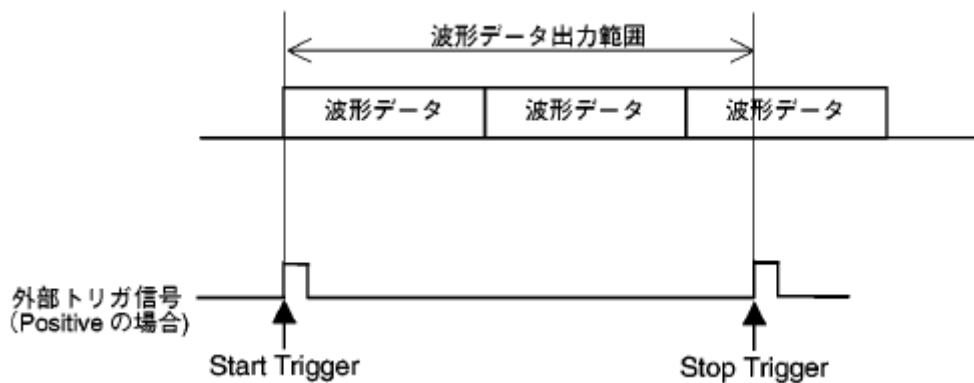 波形データ出力範囲
波形データ
波形データ
波形データ
外部トリガ信号
(Positive の場合)
Start Trigger
Stop Trigger